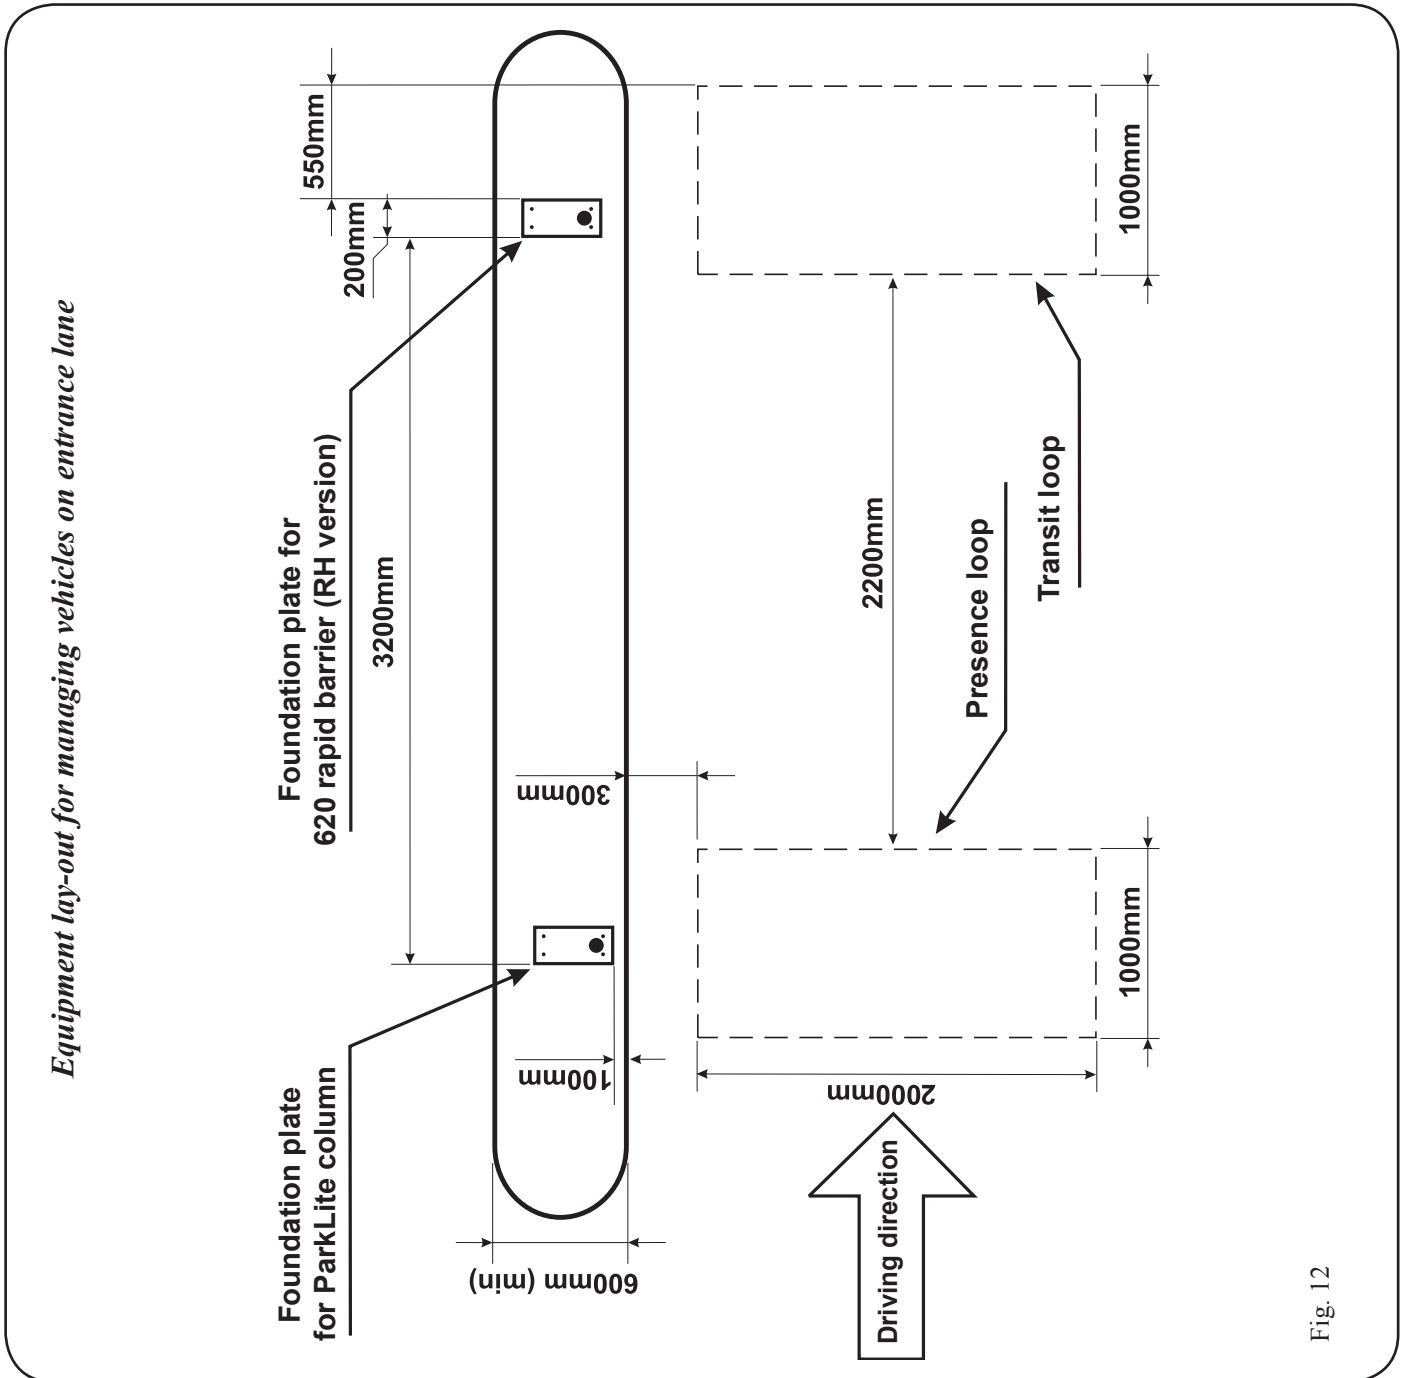 Equipment lay-out for managing vehicles on entrance lane
Foundation plate
for ParkLite column
Foundation plate for
620 rapid barrier (RH version)
3200mm
200mm
550mm
600mm (min)
100mm
300mm
Driving direction
2000mm
2200mm
Presence loop
Transit loop
1000mm
1000mm
Fig. 12